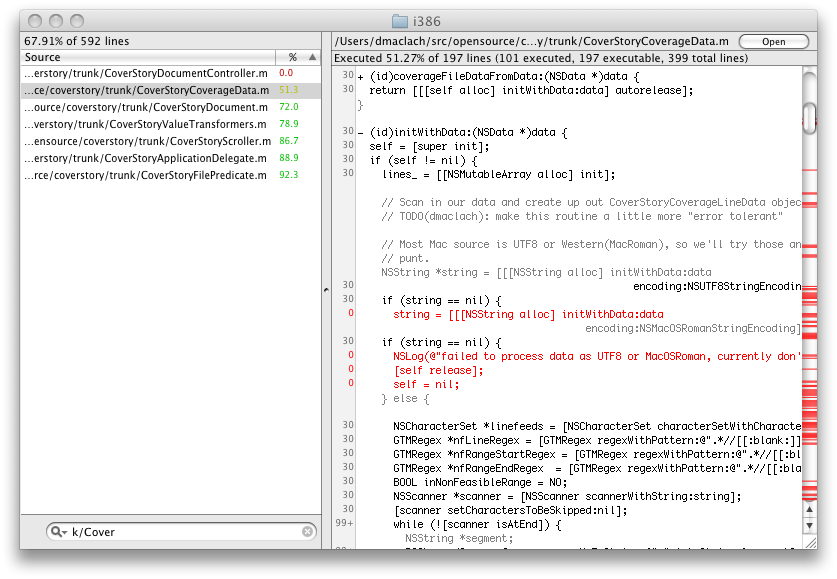 i386
67.91% of 592 lines
Source % 
...erstory/trunk/CoverStoryDocumentController.m 0.0
...ce/coverstory/trunk/CoverStoryCoverageData.m 51.3
...ource/coverstory/trunk/CoverStoryDocument.m 72.0
...verstory/trunk/CoverStoryValueTransformers.m 78.9
...ensource/coverstory/trunk/CoverStoryScroller.m 86.7
...erstory/trunk/CoverStoryApplicationDelegate.m 88.9
...rce/coverstory/trunk/CoverStoryFilePredicate.m 92.3
k/Cover
/Users/dmaclach/src/opensource/c...y/trunk/CoverStoryCoverageData.m Open
Executed 51.27% of 197 lines (101 executed, 197 executable, 399 total lines)
30 + (id)coverageFileDataFromData:(NSData *)data {
30 return [[[self alloc] initWithData:data] autorelease];
}
30 - (id)initWithData:(NSData *)data {
30 self = [super init];
30 if (self != nil) {
30 lines_ = [[NSMutableArray alloc] init];
// Scan in our data and create up out CoverStoryCoverageLineData objec
// TODO(dmaclach): make this routine a little more "error tolerant"
// Most Mac source is UTF8 or Western(MacRoman), so we'll try those an
// punt.
NSString *string = [[[NSString alloc] initWithData:data
30 encoding:NSUTF8StringEncodin
30 if (string == nil) {
0 string = [[[NSString alloc] initWithData:data
encoding:NSMacOSRomanStringEncoding]
30 if (string == nil) {
0 NSLog(@"failed to process data as UTF8 or MacOSRoman, currently don'
0 [self release];
0 self = nil;
} else {
30 NSCharacterSet *linefeeds = [NSCharacterSet characterSetWithCharacte
30 GTMRegex *nfLineRegex = [GTMRegex regexWithPattern:@".*//[[:blank:]]
30 GTMRegex *nfRangeStartRegex = [GTMRegex regexWithPattern:@".*//[[:bl
30 GTMRegex *nfRangeEndRegex = [GTMRegex regexWithPattern:@".*//[[:bla
30 BOOL inNonFeasibleRange = NO;
30 NSScanner *scanner = [NSScanner scannerWithString:string];
30 [scanner setCharactersToBeSkipped:nil];
99+ while (![scanner isAtEnd]) {
NSString *segment;